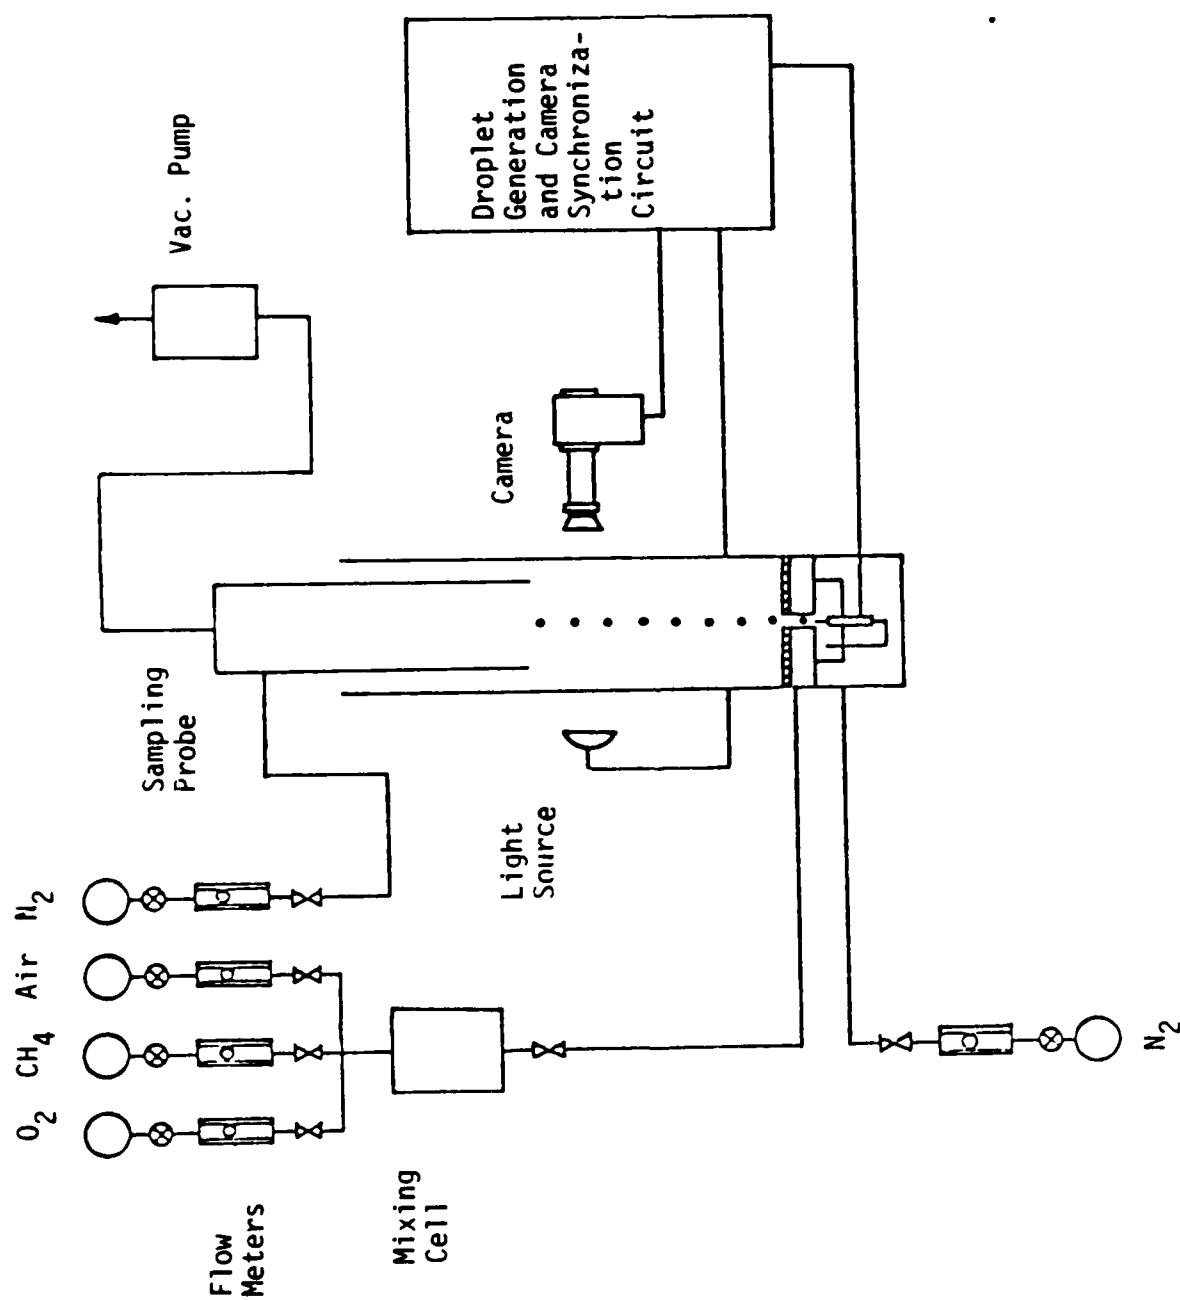 O2
CH4
Air
N2
Flow
Meters
Mixing
Cell
Sampling
Probe
Vac. Pump
Light
Source
Camera
Droplet
Generation
and Camera
Synchroniza-
tion
Circuit
N2